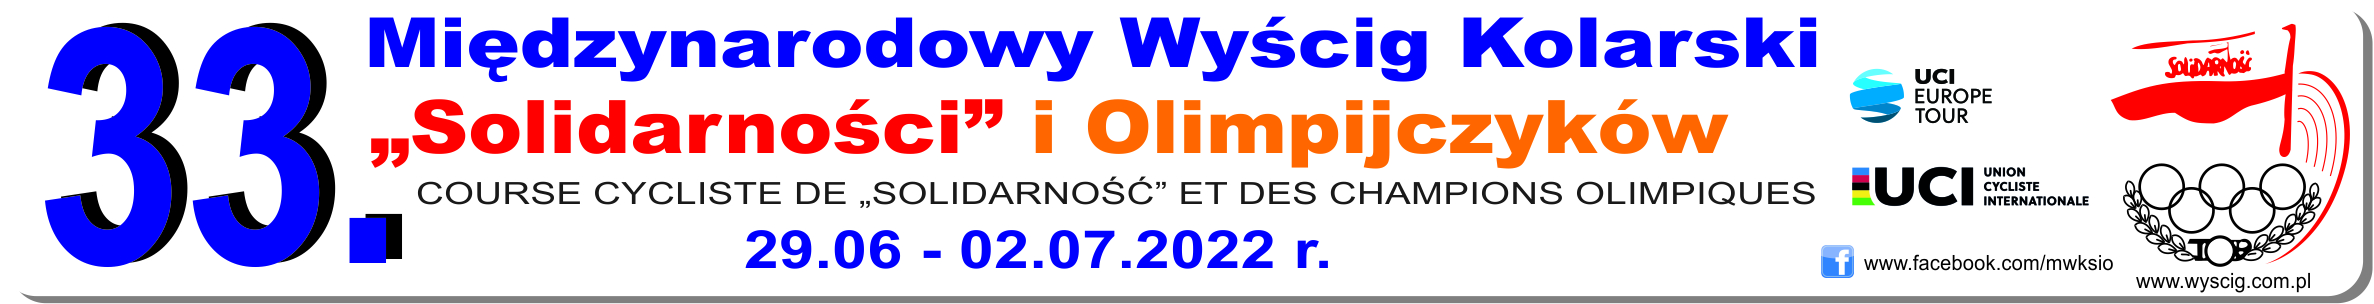 33.
Międzynarodowy Wyścig Kolarski
„Solidarności” i Olimpijczyków
COURSE CYCLISTE DE „SOLIDARNOŚĆ” ET DES CHAMPIONS OLIMPIQUES
29.06 - 02.07.2022 r.
UCI
EUROPE
TOUR
UCI
UNION
CYCLISTE
INTERNATIONALE
f
www.facebook.com/mwksio
SOLIDARNOŚĆ
www.wyscig.com.pl